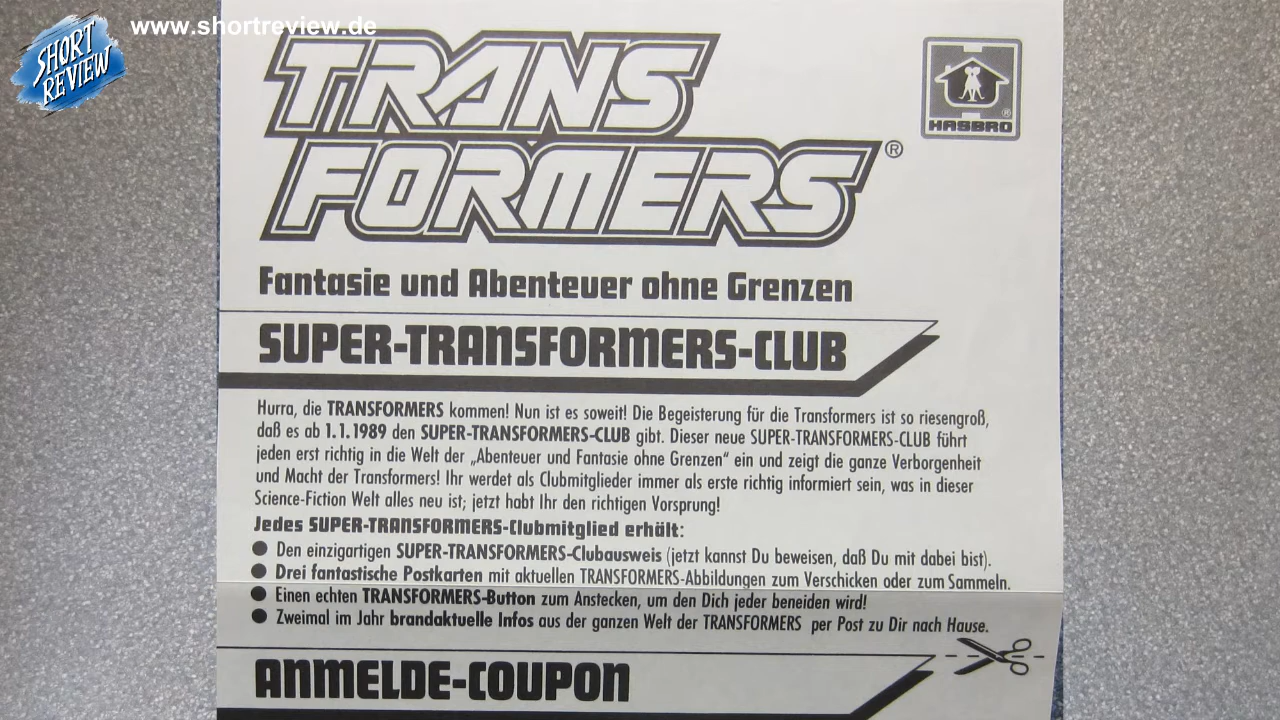 www.shortreview.de
SHORT
REVIEW
TRANS
FORMERS®
HASBRO®
Fantasie und Abenteuer ohne Grenzen
SUPER-TRANSFORMERS-CLUB
Hurra, die TRANSFORMERS kommen! Nun ist es soweit! Die Begeisterung für die Transformers ist so riesengroß,
daß es ab 1.1.1989 den SUPER-TRANSFORMERS-CLUB gibt. Dieser neue SUPER-TRANSFORMERS-CLUB führt
jeden erst richtig in die Welt der „Abenteuer und Fantasie ohne Grenzen“ ein und zeigt die ganze Verborgenheit
und Macht der Transformers! Ihr werdet als Clubmitglieder immer als erste richtig informiert sein, was in dieser
Science-Fiction Welt alles neu ist; jetzt habt Ihr den richtigen Vorsprung!
Jedes SUPER-TRANSFORMERS-Clubmitglied erhält:
● Den einzigartigen SUPER-TRANSFORMERS-Clubausweis (jetzt kannst Du beweisen, daß Du mit dabei bist).
● Drei fantastische Postkarten mit aktuellen TRANSFORMERS-Abbildungen zum Verschicken oder zum Sammeln.
● Einen echten TRANSFORMERS-Button zum Anstecken, um den Dich jeder beneiden wird!
● Zweimal im Jahr brandaktuelle Infos aus der ganzen Welt der TRANSFORMERS per Post zu Dir nach Hause.
ANMELDE-COUPON